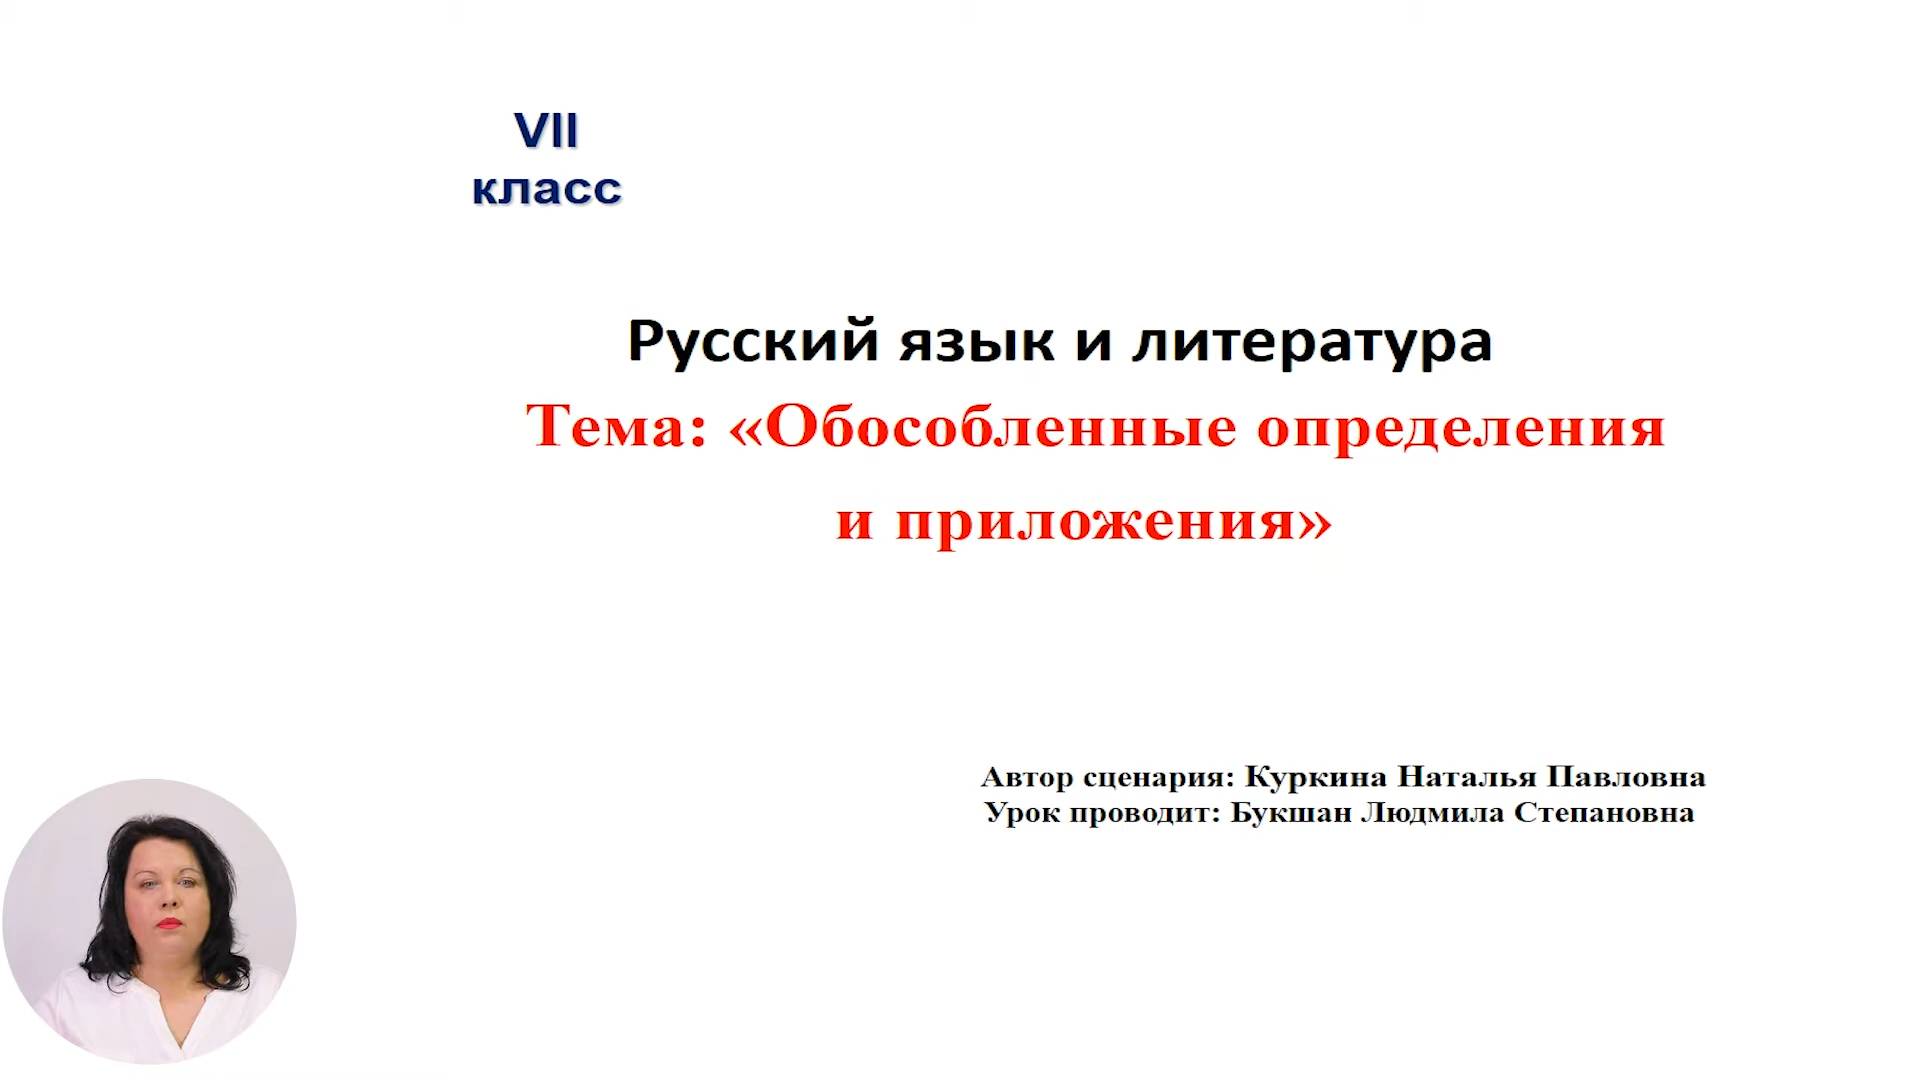 VII
класс
Русский язык и литература
Тема: «Обособленные определения
и приложения»
Автор сценария: Куркина Наталья Павловна
Урок проводит: Букшан Людмила Степановна